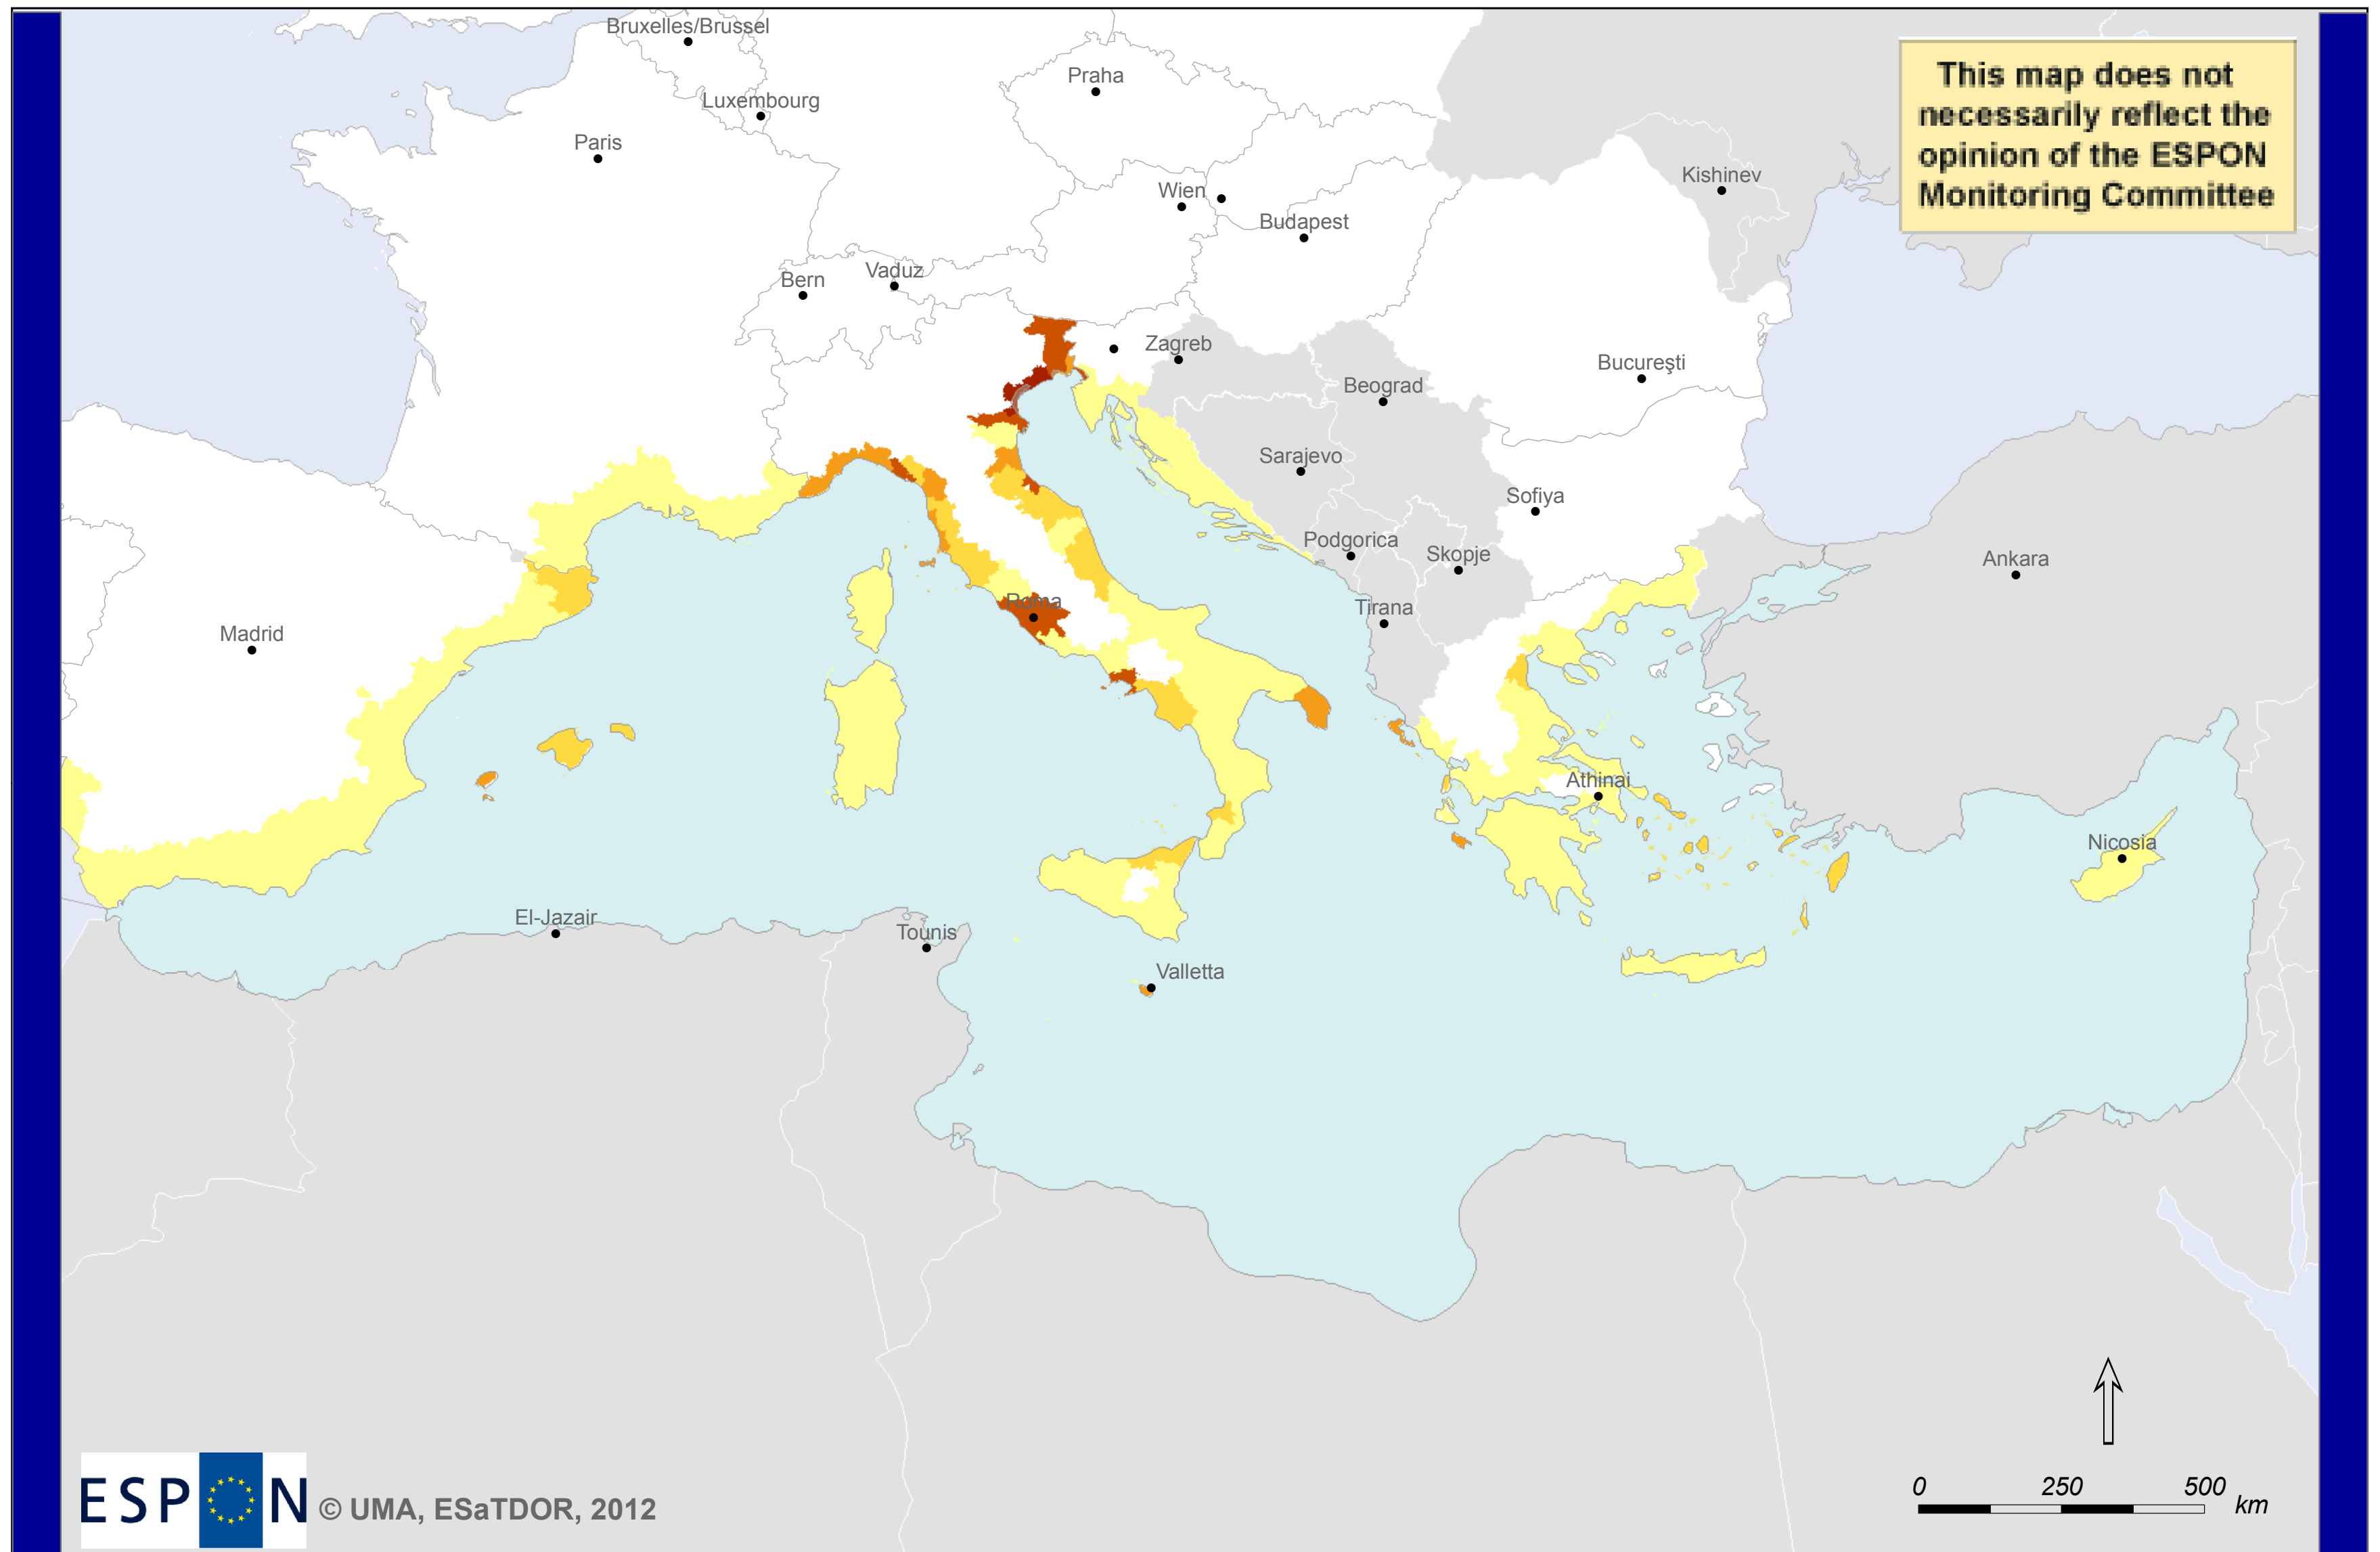 Bruxelles/Brussel
This map does not
necessarily reflect the
opinion of the ESPON
Monitoring Committee
Praha
Luxembourg
Paris
Kishinev
Wien
Budapest
Vaduz
Bern
Zagreb
Bucureşti
Beograd
Sarajevo
Sofiya
Podgorica
Skopje
Ankara
Roma
Tirana
Madrid
Athinai
Nicosia
El-Jazair
Tounis
Valletta
0 250 500
km
ESPON
© UMA, ESaTDOR, 2012